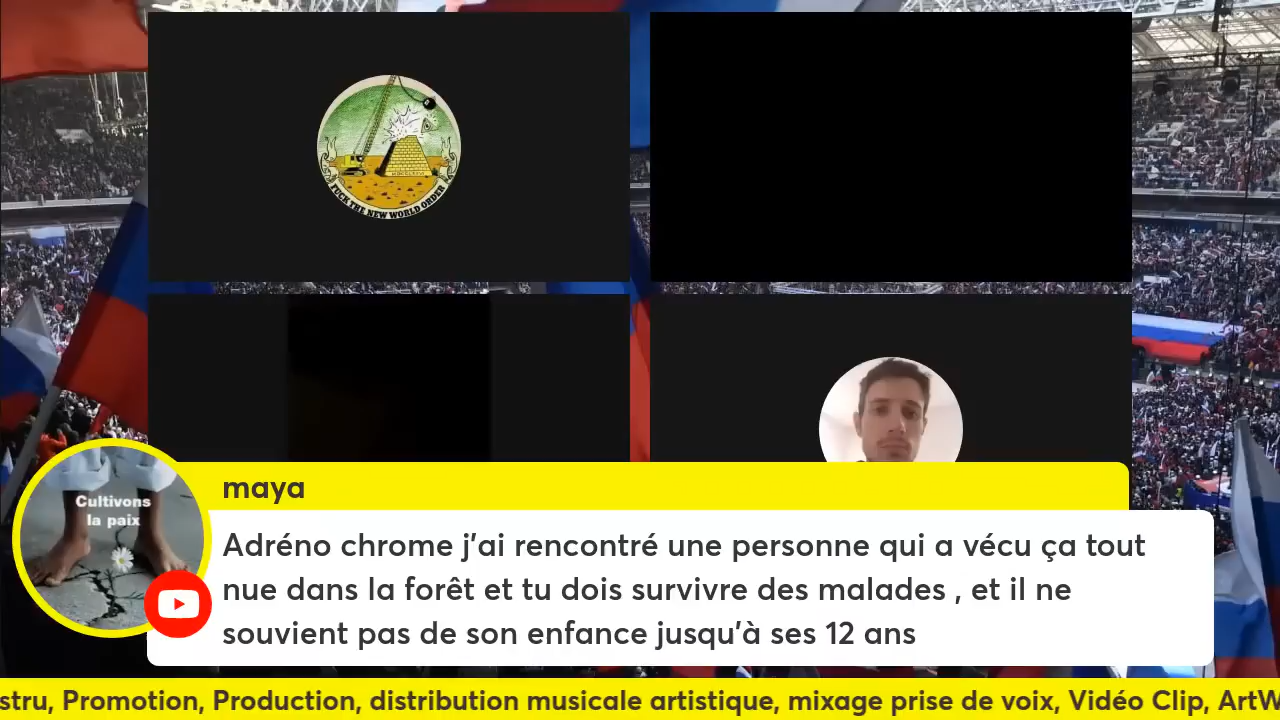 FUCK THE NEW WORLD ORDER
maya
Cultivons
la paix
Adréno chrome j'ai rencontré une personne qui a vécu ça tout
nue dans la forêt et tu dois survivre des malades , et il ne
souvient pas de son enfance jusqu'à ses 12 ans
stru, Promotion, Production, distribution musicale artistique, mixage prise de voix, Vidéo Clip, ArtW